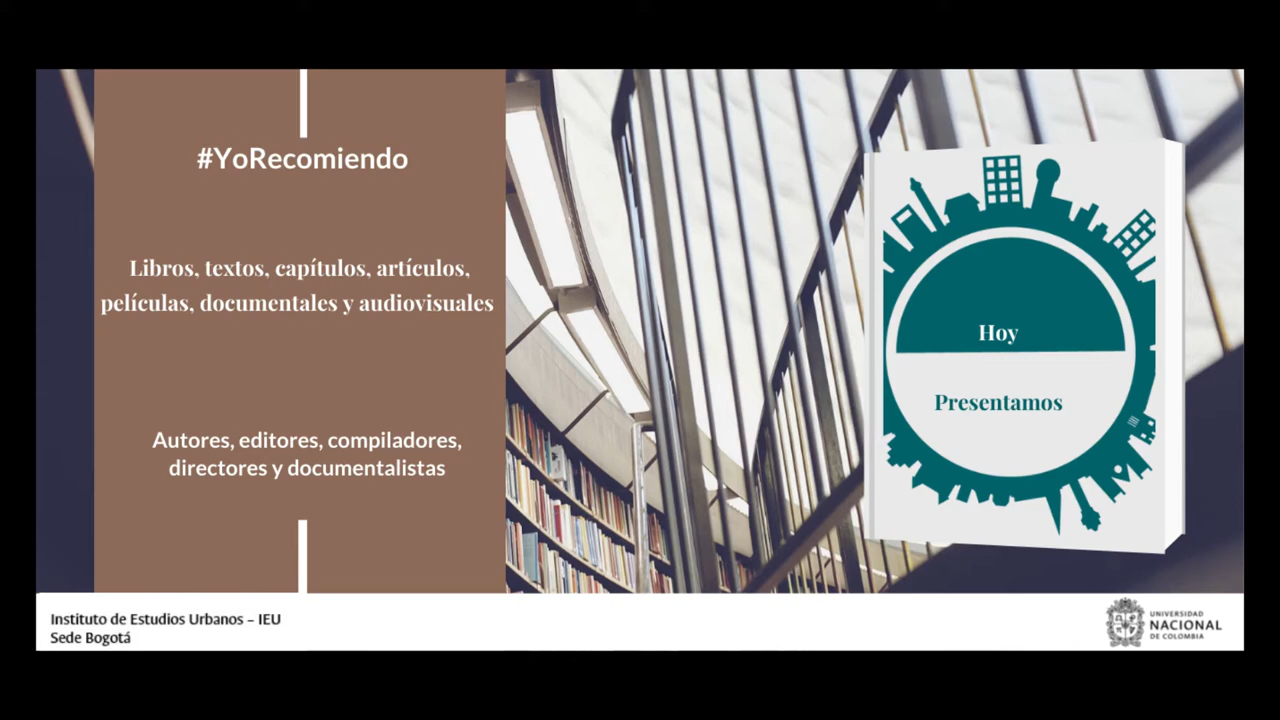 #YoRecomiendo
Libros, textos, capítulos, artículos,
películas, documentales y audiovisuales
Autores, editores, compiladores,
directores y documentalistas
Hoy
Presentamos
Instituto de Estudios Urbanos – IEU
Sede Bogotá
UNIVERSIDAD
NACIONAL
DE COLOMBIA